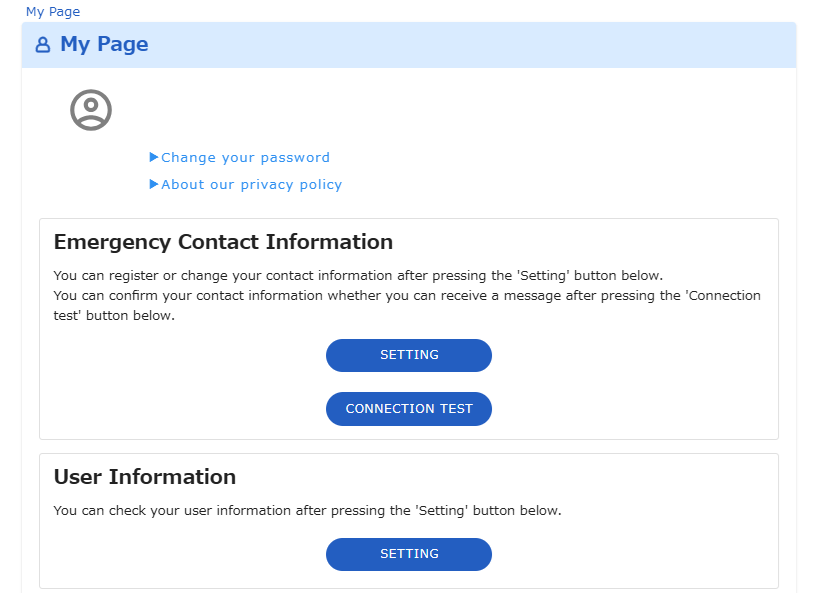 My Page
My Page
▶Change your password
▶About our privacy policy
Emergency Contact Information
You can register or change your contact information after pressing the 'Setting' button below.
You can confirm your contact information whether you can receive a message after pressing the 'Connection
test' button below.
SETTING
CONNECTION TEST
User Information
You can check your user information after pressing the 'Setting' button below.
SETTING